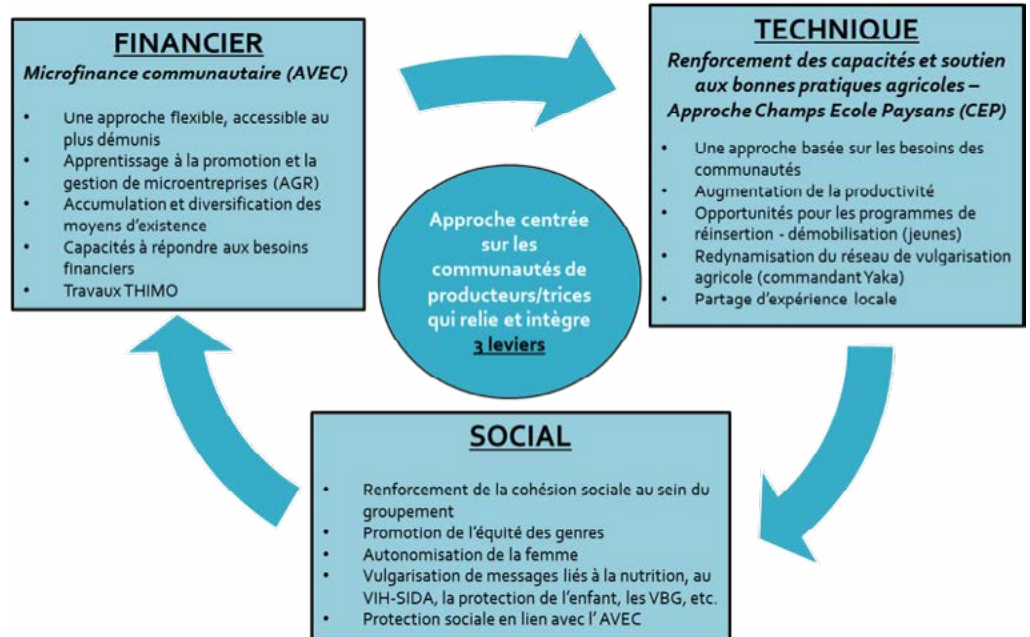 FINANCIER
Microfinance communautaire (AVEC)
• Une approche flexible, accessible au
plus démunis
• Apprentissage à la promotion et la
gestion de microentreprises (AGR)
• Accumulation et diversification des
moyens d'existence
• Capacités à répondre aux besoins
financiers
• Travaux THIMO
TECHNIQUE
Renforcement des capacités et soutien
aux bonnes pratiques agricoles –
Approche Champs Ecole Paysans (CEP)
• Une approche basée sur les besoins des
communautés
• Augmentation de la productivité
• Opportunités pour les programmes de
réinsertion - démobilisation (jeunes)
• Redynamisation du réseau de vulgarisation
agricole (commandant Yaka)
• Partage d'expérience locale
Approche centrée
sur les
communautés de
producteurs/trices
qui relie et intègre
3 leviers
SOCIAL
• Renforcement de la cohésion sociale au sein du
groupement
• Promotion de l'équité des genres
• Autonomisation de la femme
• Vulgarisation de messages liés à la nutrition, au
VIH-SIDA, la protection de l'enfant, les VBG, etc.
• Protection sociale en lien avec l' AVEC